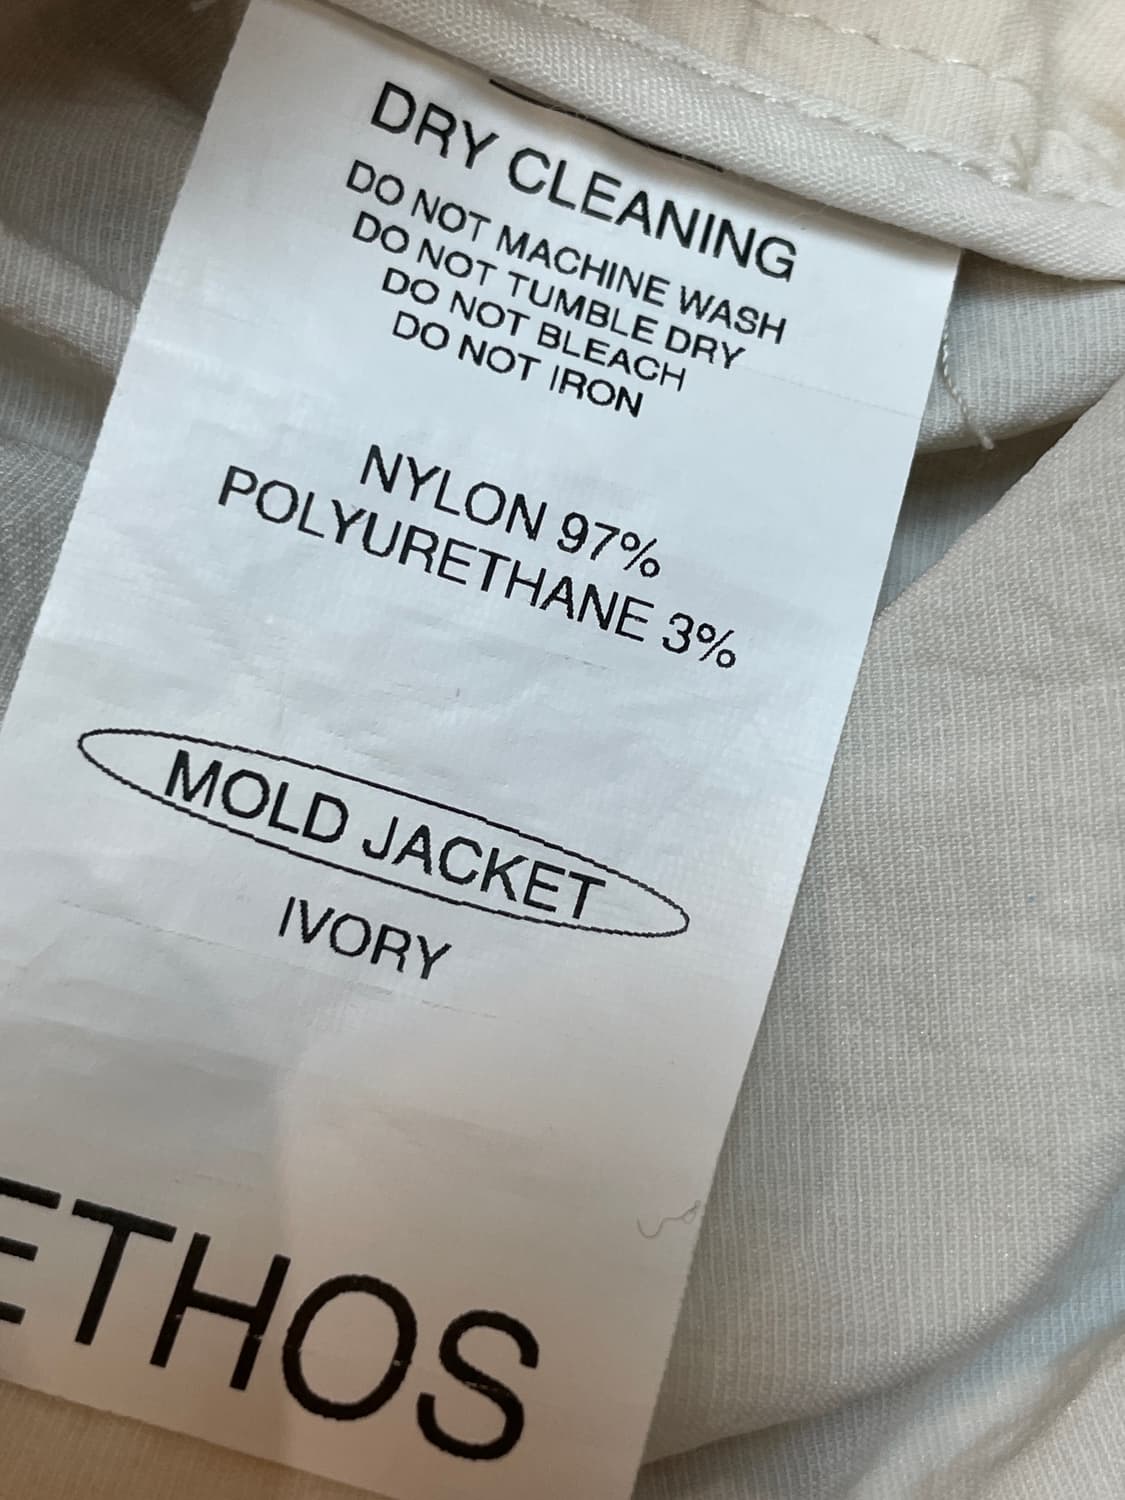 DRY CLEANING
DO NOT MACHINE WASH
DO NOT TUMBLE DRY
DO NOT BLEACH
DO NOT IRON
NYLON 97%
POLYURETHANE 3%
MOLD JACKET
IVORY
ETHOS